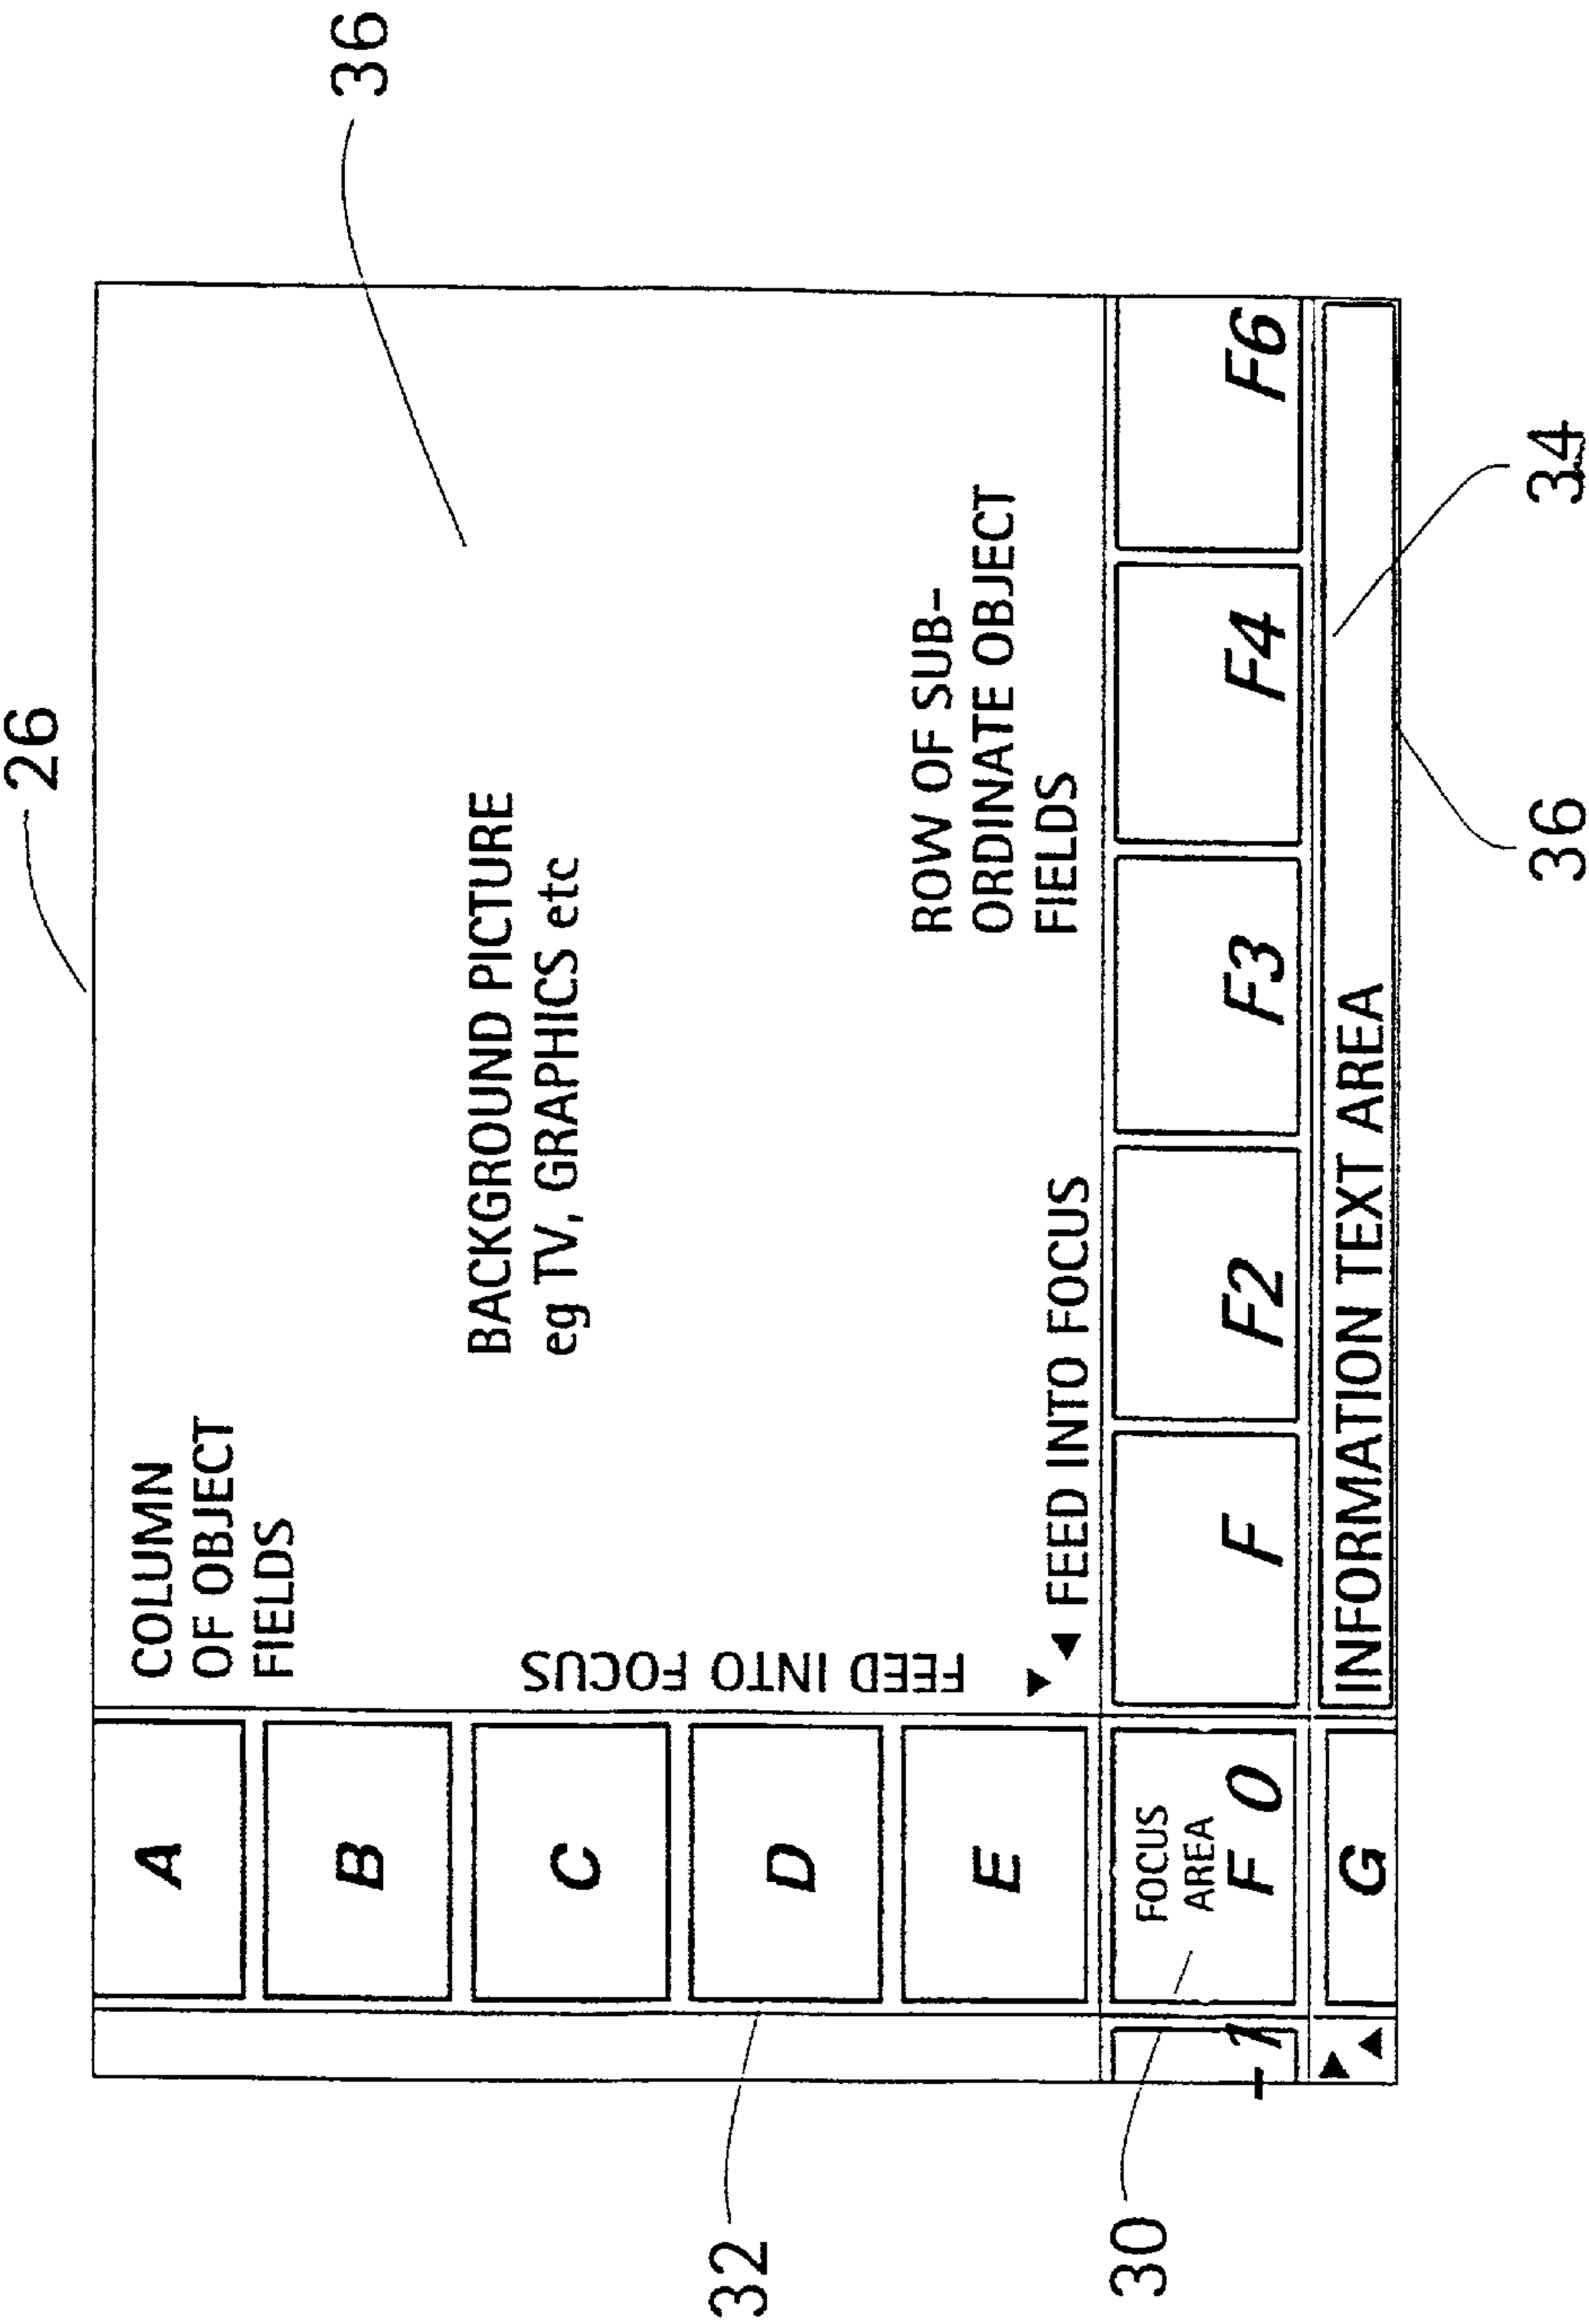 26
36
COLUMN
OF OBJECT
FIELDS
A
B
C
D
E
BACKGROUND PICTURE
eg TV, GRAPHICS etc
FEED INTO FOCUS
32
ROW OF SUB-
ORDINATE OBJECT
FIELDS
▼
◄ FEED INTO FOCUS
30
-1
FOCUS
AREA
F 0
F
F2
F3
F4
F6
G
INFORMATION TEXT AREA
36
34